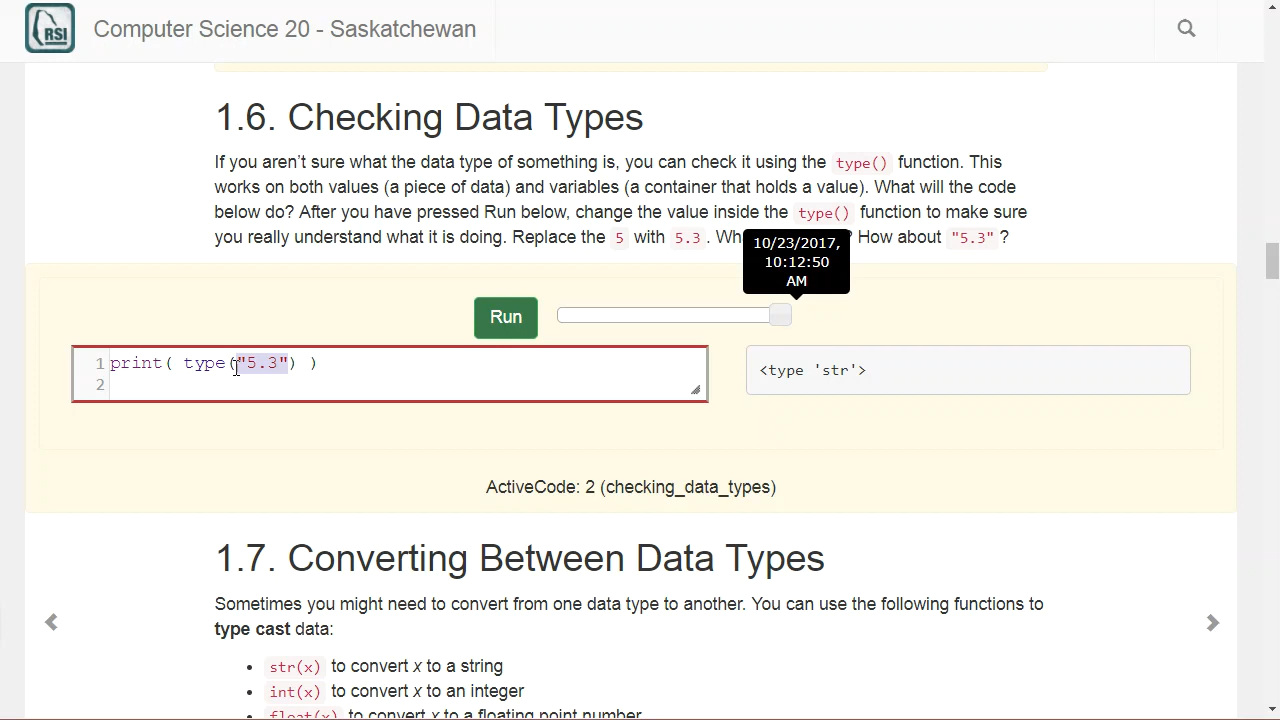 RSI
Computer Science 20 - Saskatchewan
1.6. Checking Data Types
If you aren’t sure what the data type of something is, you can check it using the type() function. This
works on both values (a piece of data) and variables (a container that holds a value). What will the code
below do? After you have pressed Run below, change the value inside the type() function to make sure
you really understand what it is doing. Replace the 5 with 5.3. ? How about "5.3"?
10/23/2017,
10:12:50
AM
Run
1 print( type("5.3") )
2
<type 'str'>
ActiveCode: 2 (checking_data_types)
1.7. Converting Between Data Types
Sometimes you might need to convert from one data type to another. You can use the following functions to
type cast data:
• str(x) to convert x to a string
• int(x) to convert x to an integer
• float(x) to convert x to a floating point number